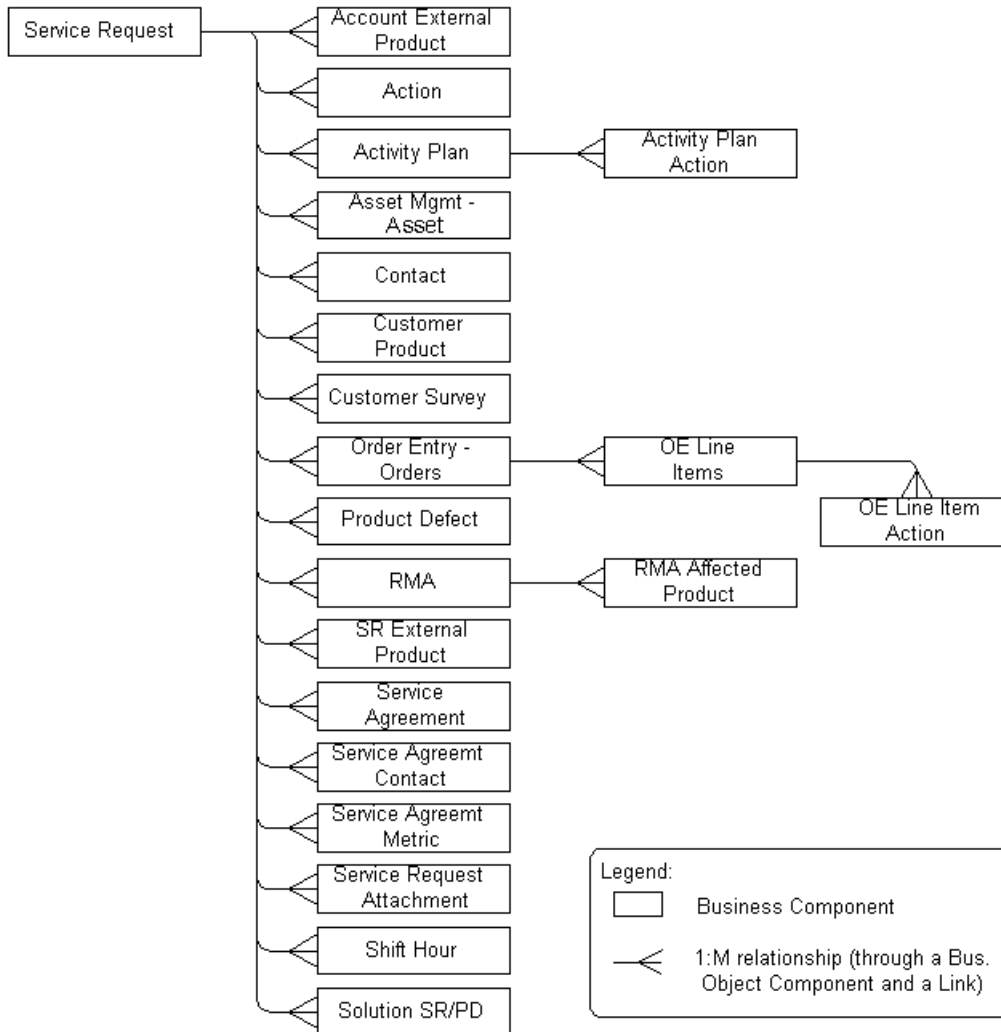 Service Request
Account External
Product
Action
Activity Plan
Activity Plan
Action
Asset Mgmt -
Asset
Contact
Customer
Product
Customer Survey
Order Entry -
Orders
OE Line
Items
OE Line Item
Action
Product Defect
RMA
RMA Affected
Product
SR External
Product
Service
Agreement
Service Agreemt
Contact
Service Agreemt
Metric
Service Request
Attachment
Shift Hour
Solution SR/PD
Legend:
Business Component
1:M relationship (through a Bus.
Object Component and a Link)